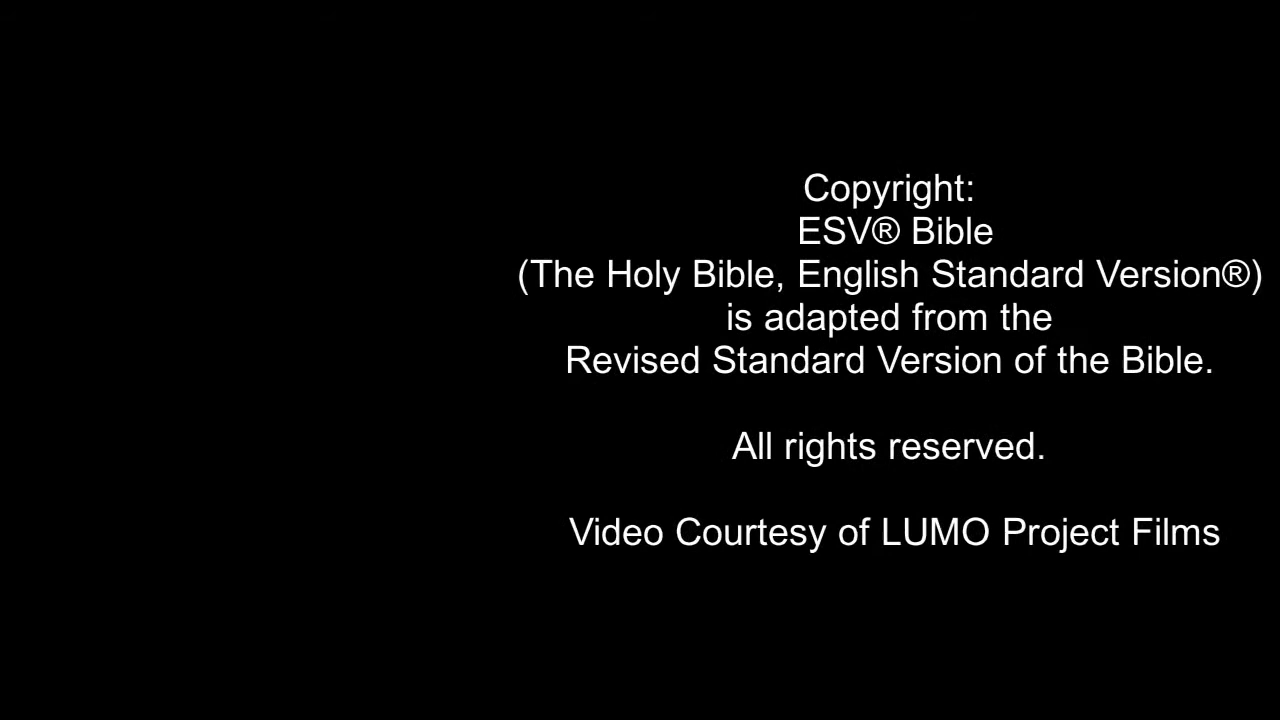 Copyright:
ESV® Bible
(The Holy Bible, English Standard Version®)
is adapted from the
Revised Standard Version of the Bible.
All rights reserved.
Video Courtesy of LUMO Project Films